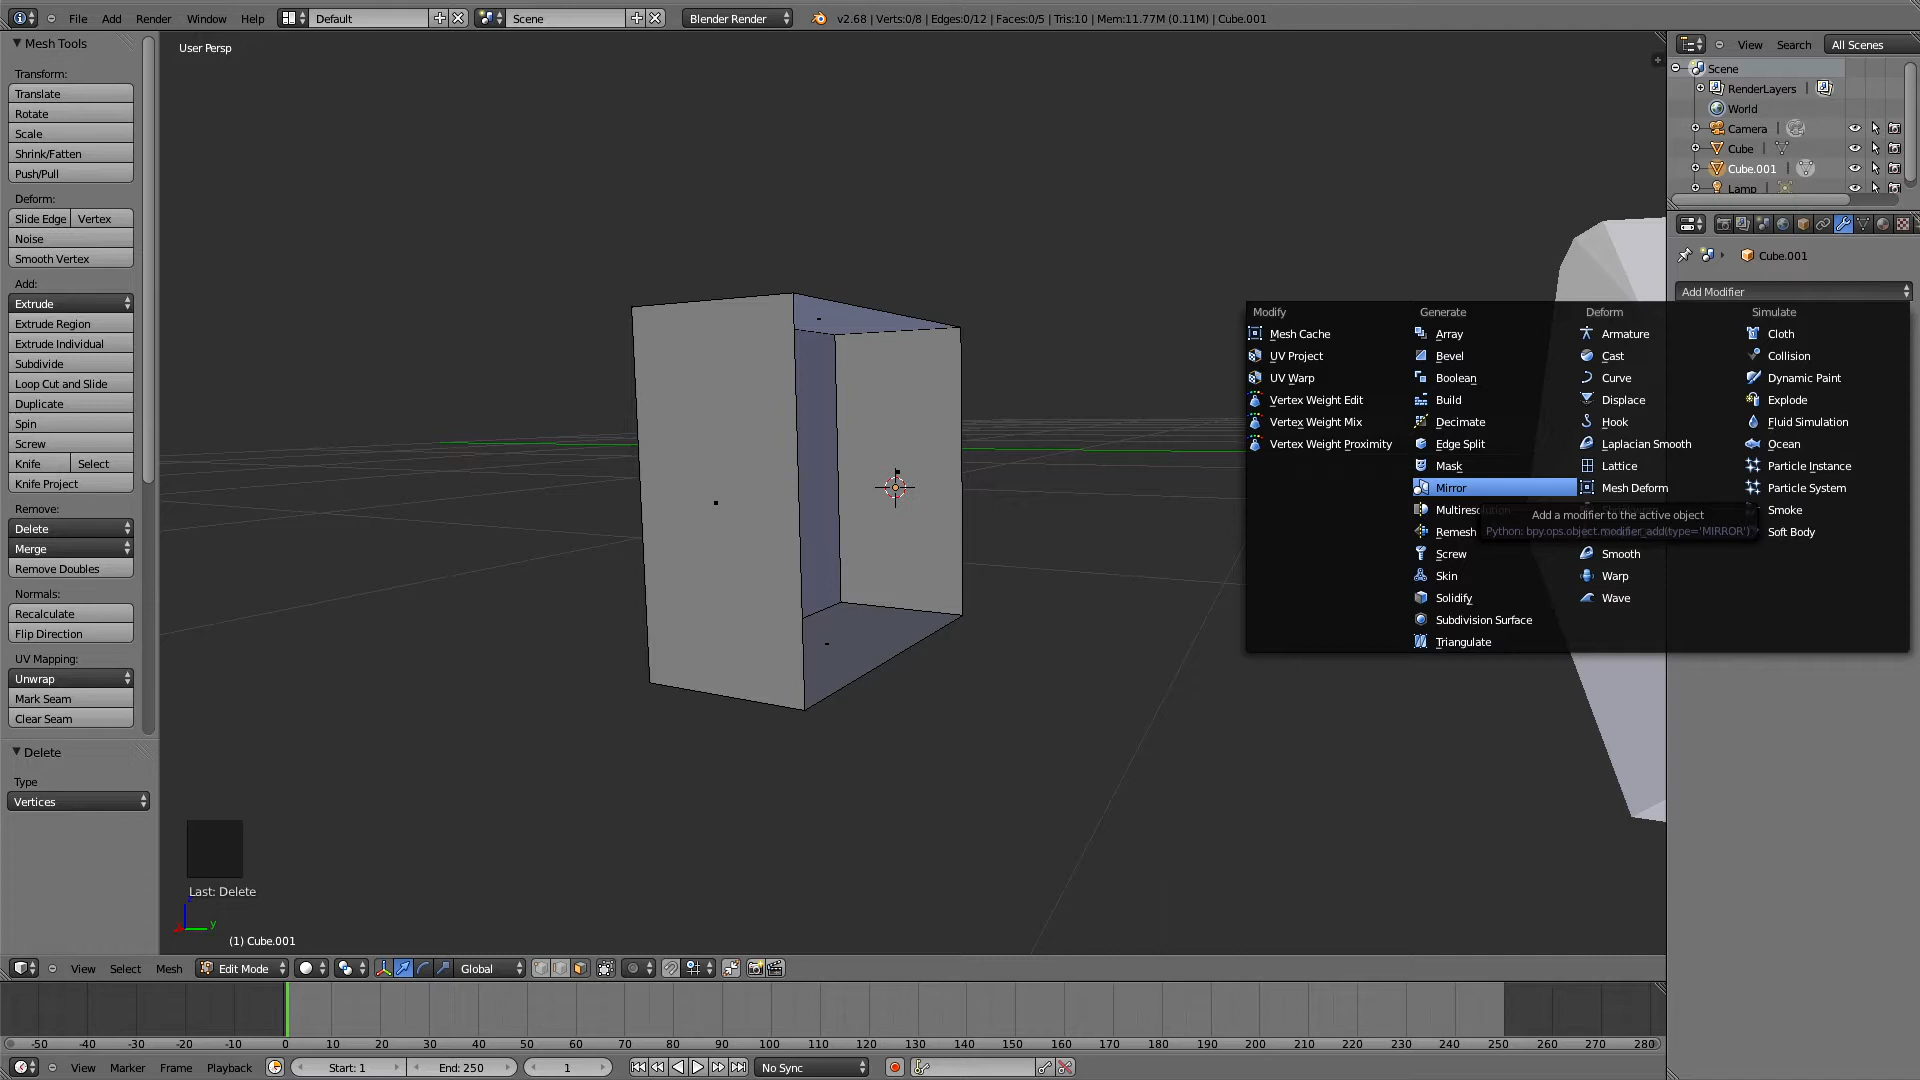 File Add Render Window Help Default Scene Blender Render v2.68 | Verts:0/8 | Edges:0/12 | Faces:0/5 | Tris:10 | Mem:11.77M (0.11M) | Cube.001
Mesh Tools
Transform:
Translate
Rotate
Scale
Shrink/Fatten
Push/Pull
Deform:
Slide Edge Vertex
Noise
Smooth Vertex
Add:
Extrude
Extrude Region
Extrude Individual
Subdivide
Loop Cut and Slide
Duplicate
Spin
Screw
Knife Select
Knife Project
Remove:
Delete
Merge
Remove Doubles
Normals:
Recalculate
Flip Direction
UV Mapping:
Unwrap
Mark Seam
Clear Seam
Delete
Type
Vertices
User Persp
Last: Delete
y
(1) Cube.001
View Search All Scenes
Scene
RenderLayers |
World
Camera |
Cube |
Cube.001 |
Lamp |
Cube.001
Add Modifier
Modify
Mesh Cache
UV Project
UV Warp
Vertex Weight Edit
Vertex Weight Mix
Vertex Weight Proximity
Generate
Array
Bevel
Boolean
Build
Decimate
Edge Split
Mask
Mirror
Remesh
Screw
Skin
Solidify
Subdivision Surface
Triangulate
Deform
Armature
Cast
Curve
Displace
Hook
Laplacian Smooth
Lattice
Mesh Deform
Smooth
Warp
Wave
Simulate
Cloth
Collision
Dynamic Paint
Explode
Fluid Simulation
Ocean
Particle Instance
Particle System
Smoke
Soft Body
Add a modifier to the active object
Python: bpy.ops.object.modifier_add(type='MIRROR')
View Select Mesh Edit Mode Global
-50 -40 -30 -20 -10 0 10 20 30 40 50 60 70 80 90 100 110 120 130 140 150 160 170 180 190 200 210 220 230 240 250 260 270 280
View Marker Frame Playback Start: 1 End: 250 1 No Sync